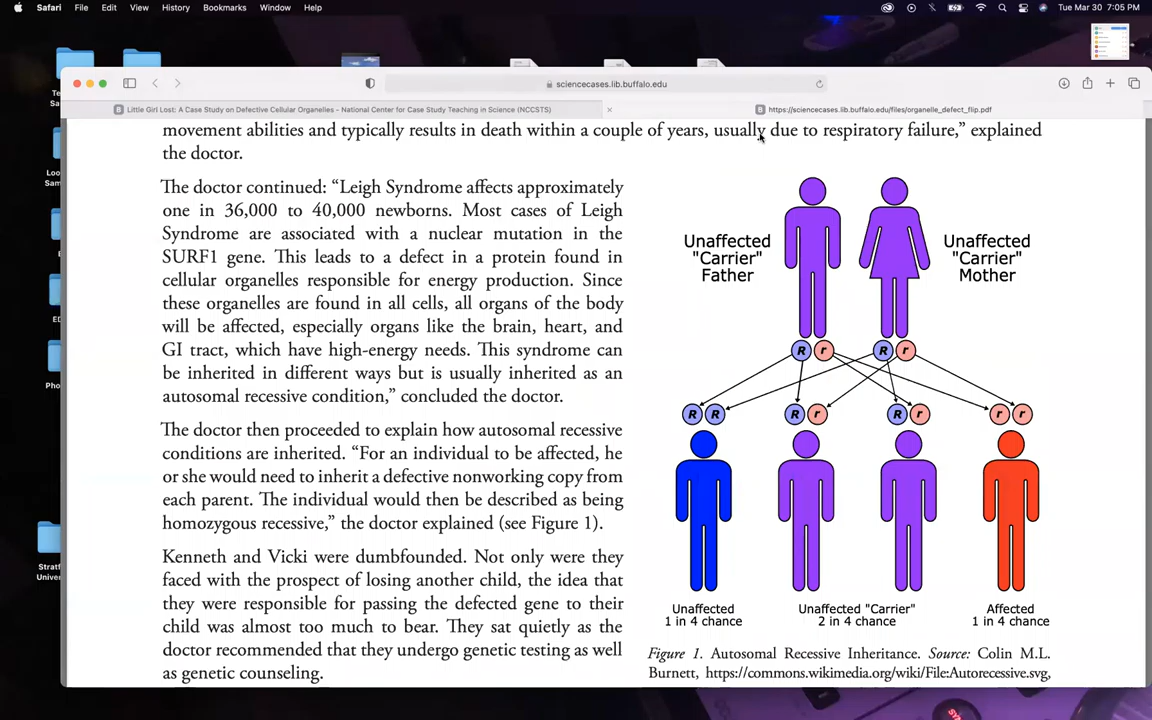 Safari File Edit View History Bookmarks Window Help Tue Mar 30 7:05 PM
sciencecases.lib.buffalo.edu
Little Girl Lost: A Case Study on Defective Cellular Organelles - National Center for Case Study Teaching in Science (NCCSTS)
https://sciencecases.lib.buffalo.edu/files/organelle_defect_flip.pdf
movement abilities and typically results in death within a couple of years, usually due to respiratory failure,” explained
the doctor.
The doctor continued: “Leigh Syndrome affects approximately
one in 36,000 to 40,000 newborns. Most cases of Leigh
Syndrome are associated with a nuclear mutation in the
SURF1 gene. This leads to a defect in a protein found in
cellular organelles responsible for energy production. Since
these organelles are found in all cells, all organs of the body
will be affected, especially organs like the brain, heart, and
GI tract, which have high-energy needs. This syndrome can
be inherited in different ways but is usually inherited as an
autosomal recessive condition,” concluded the doctor.
The doctor then proceeded to explain how autosomal recessive
conditions are inherited. “For an individual to be affected, he
or she would need to inherit a defective nonworking copy from
each parent. The individual would then be described as being
homozygous recessive,” the doctor explained (see Figure 1).
Kenneth and Vicki were dumbfounded. Not only were they
faced with the prospect of losing another child, the idea that
they were responsible for passing the defected gene to their
child was almost too much to bear. They sat quietly as the
doctor recommended that they undergo genetic testing as well
as genetic counseling.
Unaffected
"Carrier"
Father
Unaffected
"Carrier"
Mother
R r R r
R R R r R r r r
Unaffected
1 in 4 chance
Unaffected "Carrier"
2 in 4 chance
Affected
1 in 4 chance
Figure 1. Autosomal Recessive Inheritance. Source: Colin M.L.
Burnett, https://commons.wikimedia.org/wiki/File:Autorecessive.svg,